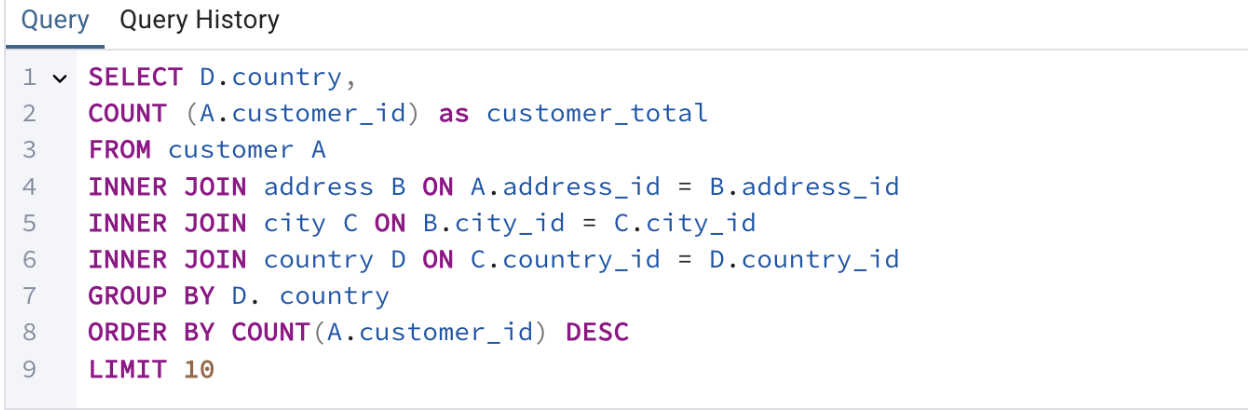 Query Query History
1 SELECT D.country,
2 COUNT (A.customer_id) as customer_total
3 FROM customer A
4 INNER JOIN address B ON A.address_id = B.address_id
5 INNER JOIN city C ON B.city_id = C.city_id
6 INNER JOIN country D ON C.country_id = D.country_id
7 GROUP BY D. country
8 ORDER BY COUNT(A.customer_id) DESC
9 LIMIT 10